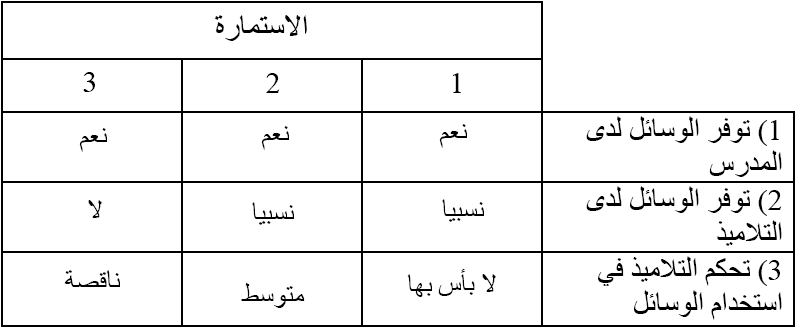 الاستمارة
1 2 3
1) توفر الوسائل لدى المدرس نعم نعم نعم
2) توفر الوسائل لدى التلاميذ نسبيا نسبيا لا
3) تحكم التلاميذ في استخدام الوسائل لا بأس بها متوسط ناقصة